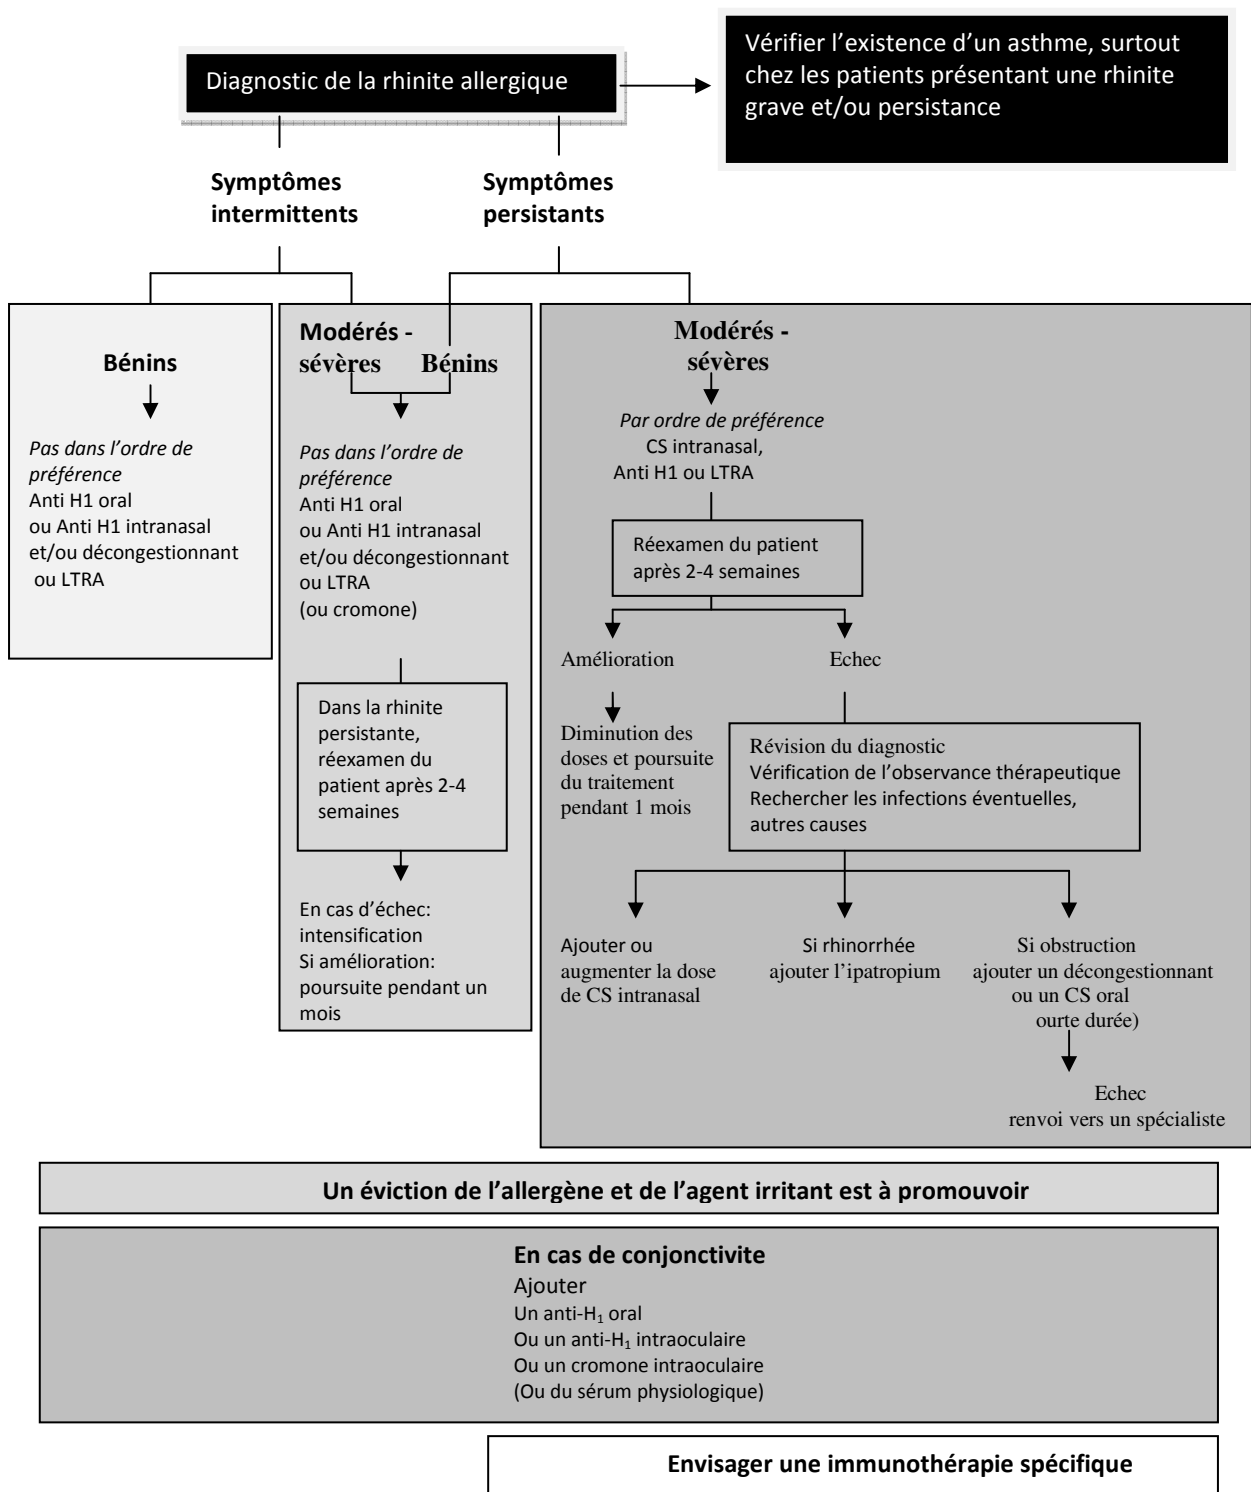 Diagnostic de la rhinite allergique
Vérifier l'existence d'un asthme, surtout
chez les patients présentant une rhinite
grave et/ou persistance
Symptômes
intermittents
Symptômes
persistants
Bénins
Pas dans l'ordre de
préférence
Anti H1 oral
ou Anti H1 intranasal
et/ou décongestionnant
ou LTRA
Modérés -
sévères
Bénins
Pas dans l'ordre de
préférence
Anti H1 oral
ou Anti H1 intranasal
et/ou décongestionnant
ou LTRA
(ou cromone)
Dans la rhinite
persistante,
réexamen du
patient après 2-4
semaines
En cas d'échec:
intensification
Si amélioration:
poursuite pendant un
mois
Modérés -
sévères
Par ordre de préférence
CS intranasal,
Anti H1 ou LTRA
Réexamen du patient
après 2-4 semaines
Amélioration
Echec
Diminution des
doses et poursuite
du traitement
pendant 1 mois
Révision du diagnostic
Vérification de l'observance thérapeutique
Rechercher les infections éventuelles,
autres causes
Ajouter ou
augmenter la dose
de CS intranasal
Si rhinorrhée
ajouter l'ipatropium
Si obstruction
ajouter un décongestionnant
ou un CS oral
ourte durée)
Echec
renvoi vers un spécialiste
Un éviction de l'allergène et de l'agent irritant est à promouvoir
En cas de conjonctivite
Ajouter
Un anti-H₁ oral
Ou un anti-H₁ intraoculaire
Ou un cromone intraoculaire
(Ou du sérum physiologique)
Envisager une immunothérapie spécifique